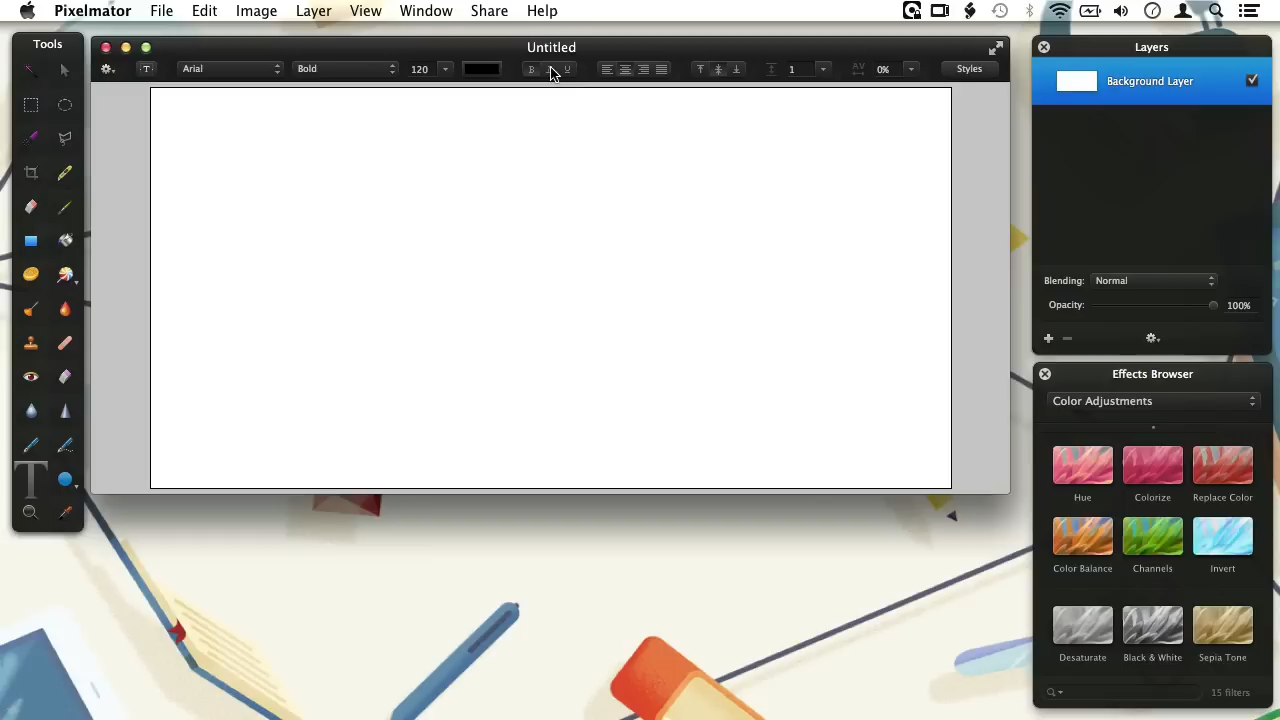 Pixelmator File Edit Image Layer View Window Share Help
Tools
Untitled
T Arial Bold 120 B U 1 AV 0% Styles
T
Layers
Background Layer
Blending: Normal
Opacity: 100%
Effects Browser
Color Adjustments
Hue Colorize Replace Color
Color Balance Channels Invert
Desaturate Black & White Sepia Tone
15 filters